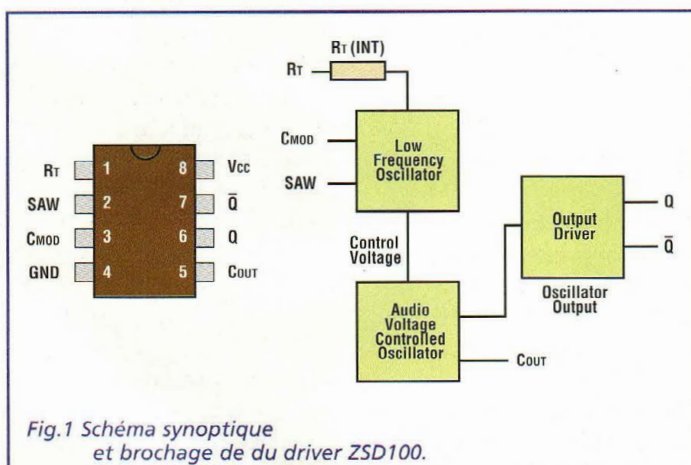 RT
SAW
CMOD
GND
1
2
3
4
8
7
6
5
Vcc
Q̅
Q
COUT
RT (INT)
RT
CMOD
SAW
Low
Frequency
Oscillator
Control
Voltage
Audio
Voltage
Controlled
Oscillator
COUT
Output
Driver
Q
Q̅
Oscillator
Output
Fig.1 Schéma synoptique
et brochage de du driver ZSD100.